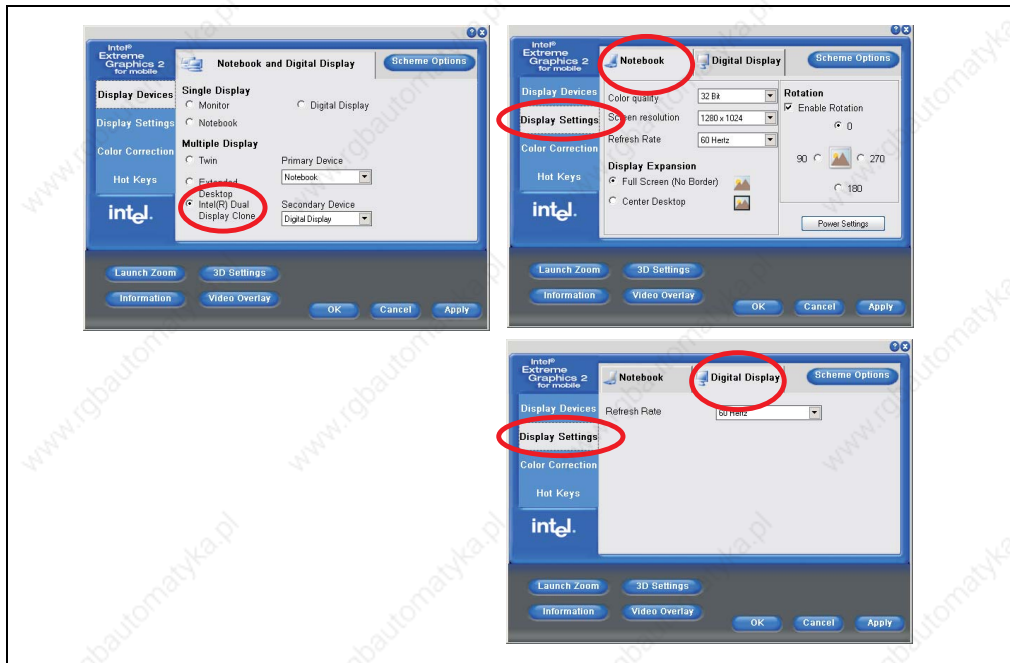 Intel®
Extreme
Graphics 2
for mobile
Notebook and Digital Display
Scheme Options
Display Devices
Display Settings
Color Correction
Hot Keys
intel.
Single Display
Monitor
Digital Display
Notebook
Multiple Display
Twin
Primary Device
Extended
Desktop
Notebook
Intel(R) Dual
Display Clone
Secondary Device
Digital Display
Launch Zoom
3D Settings
Information
Video Overlay
OK
Cancel
Apply
Intel®
Extreme
Graphics 2
for mobile
Notebook
Digital Display
Scheme Options
Display Devices
Display Settings
Color Correction
Hot Keys
intel.
Color quality
32 Bit
Screen resolution
1280 x 1024
Refresh Rate
60 Hertz
Display Expansion
Full Screen (No Border)
Center Desktop
Rotation
Enable Rotation
0
90
270
180
Power Settings
Launch Zoom
3D Settings
Information
Video Overlay
OK
Cancel
Apply
Intel®
Extreme
Graphics 2
for mobile
Notebook
Digital Display
Scheme Options
Display Devices
Display Settings
Color Correction
Hot Keys
intel.
Refresh Rate
60 Hertz
Launch Zoom
3D Settings
Information
Video Overlay
OK
Cancel
Apply
www.rgbautomatyka.pl